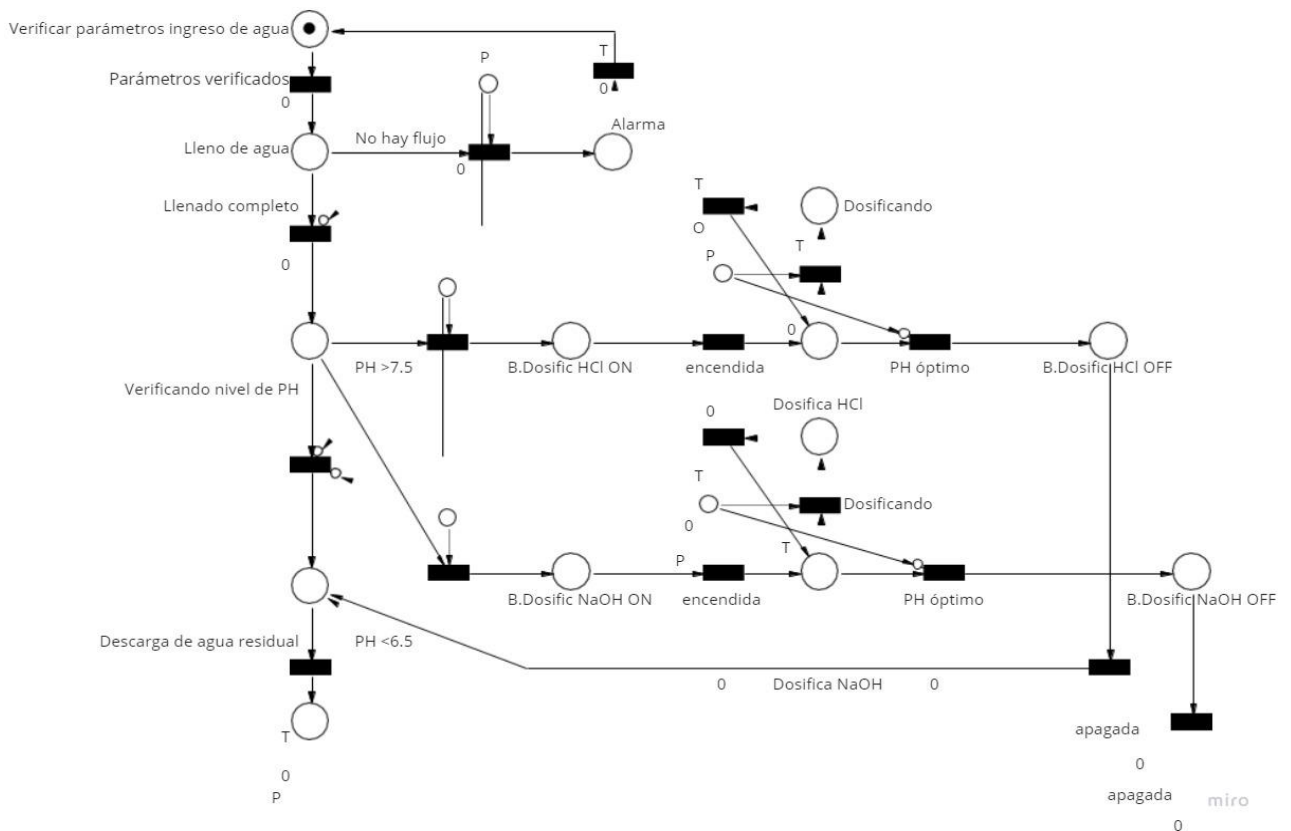 Verificar parámetros ingreso de agua
T
Parámetros verificados
P
0
0
Alarma
No hay flujo
Lleno de agua
0
Llenado completo
T
Dosificando
O
T
0
P
0
PH >7.5
B.Dosific HCl ON
encendida
PH óptimo
B.Dosific HCl OFF
Verificando nivel de PH
Dosifica HCl
0
T
Dosificando
0
T
P
B.Dosific NaOH ON
encendida
PH óptimo
B.Dosific NaOH OFF
Descarga de agua residual
PH <6.5
0
Dosifica NaOH
0
T
apagada
0
0
P
apagada
miro
0